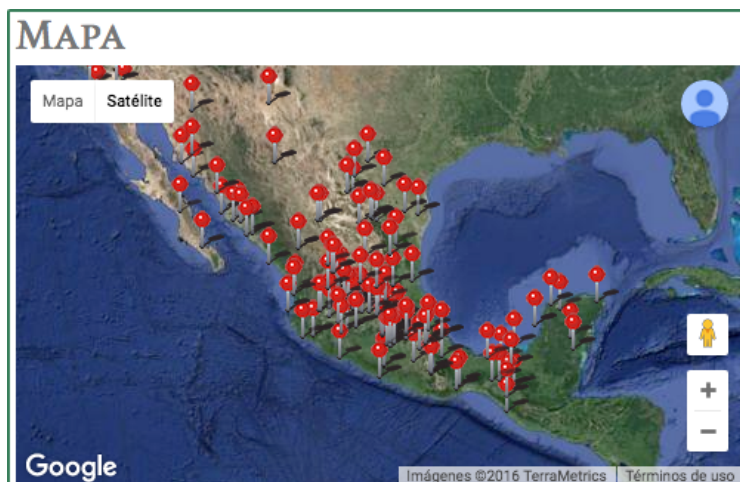 MAPA
Mapa Satélite
+
−
Google
Imágenes ©2016 TerraMetrics Términos de uso